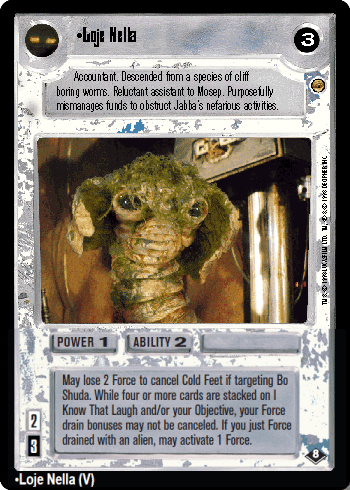 •Loje Nella
3
Accountant. Descended from a species of cliff
boring worms. Reluctant assistant to Mosep. Purposefully
mismanages funds to obstruct Jabba's nefarious activities.
POWER 1 ABILITY 2
May lose 2 Force to cancel Cold Feet if targeting Bo
Shuda. While four or more cards are stacked on I
Know That Laugh and/or your Objective, your Force
drain bonuses may not be canceled. If you just Force
drained with an alien, may activate 1 Force.
2
3
8
•Loje Nella (V)